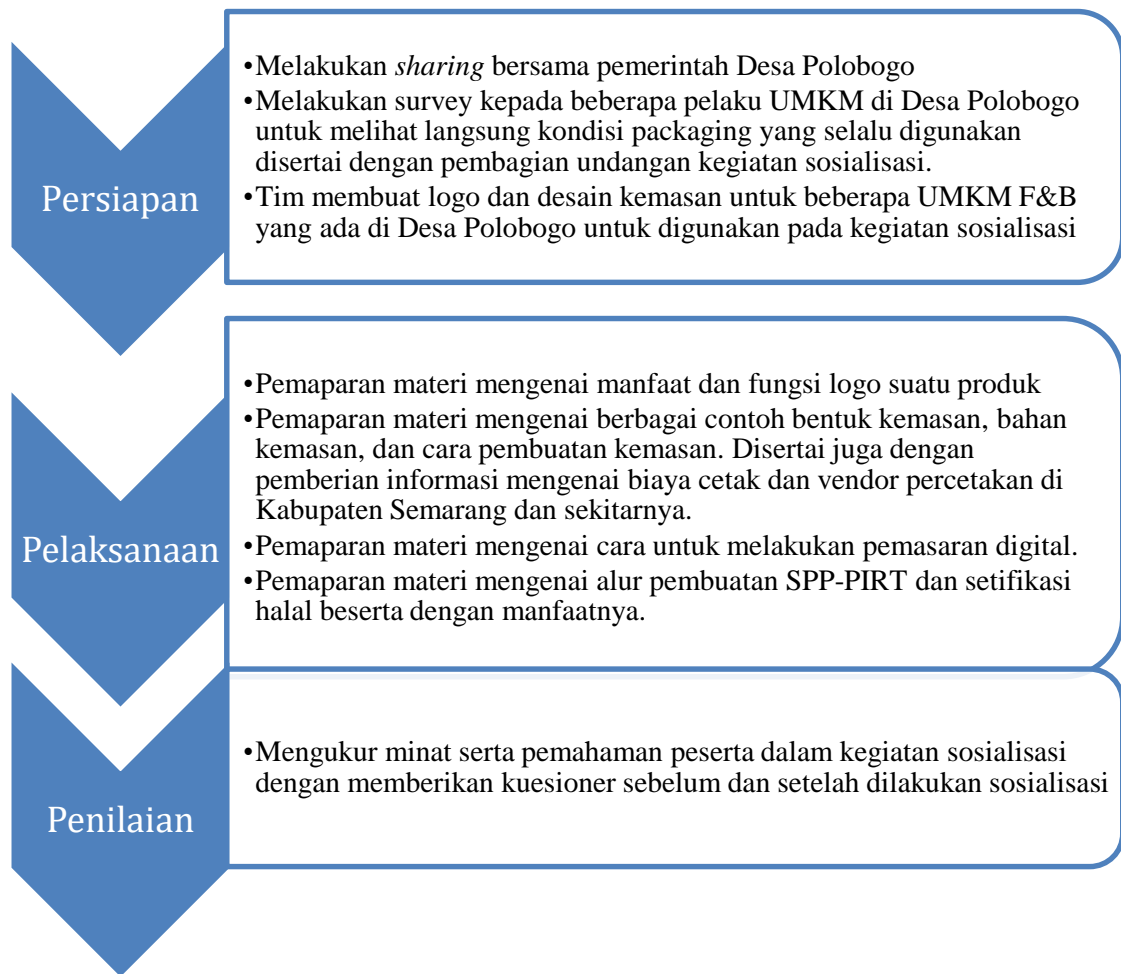 Persiapan
•Melakukan sharing bersama pemerintah Desa Polobogo
•Melakukan survey kepada beberapa pelaku UMKM di Desa Polobogo
untuk melihat langsung kondisi packaging yang selalu digunakan
disertai dengan pembagian undangan kegiatan sosialisasi.
•Tim membuat logo dan desain kemasan untuk beberapa UMKM F&B
yang ada di Desa Polobogo untuk digunakan pada kegiatan sosialisasi
Pelaksanaan
•Pemaparan materi mengenai manfaat dan fungsi logo suatu produk
•Pemaparan materi mengenai berbagai contoh bentuk kemasan, bahan
kemasan, dan cara pembuatan kemasan. Disertai juga dengan
pemberian informasi mengenai biaya cetak dan vendor percetakan di
Kabupaten Semarang dan sekitarnya.
•Pemaparan materi mengenai cara untuk melakukan pemasaran digital.
•Pemaparan materi mengenai alur pembuatan SPP-PIRT dan setifikasi
halal beserta dengan manfaatnya.
Penilaian
•Mengukur minat serta pemahaman peserta dalam kegiatan sosialisasi
dengan memberikan kuesioner sebelum dan setelah dilakukan sosialisasi